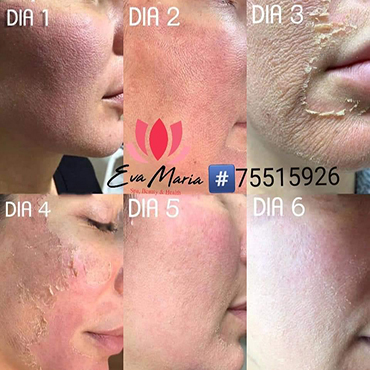 DIA 1
DIA 2
DIA 3
Eva Maria
Spa, Beauty & Health
#75515926
DIA 4
DIA 5
DIA 6